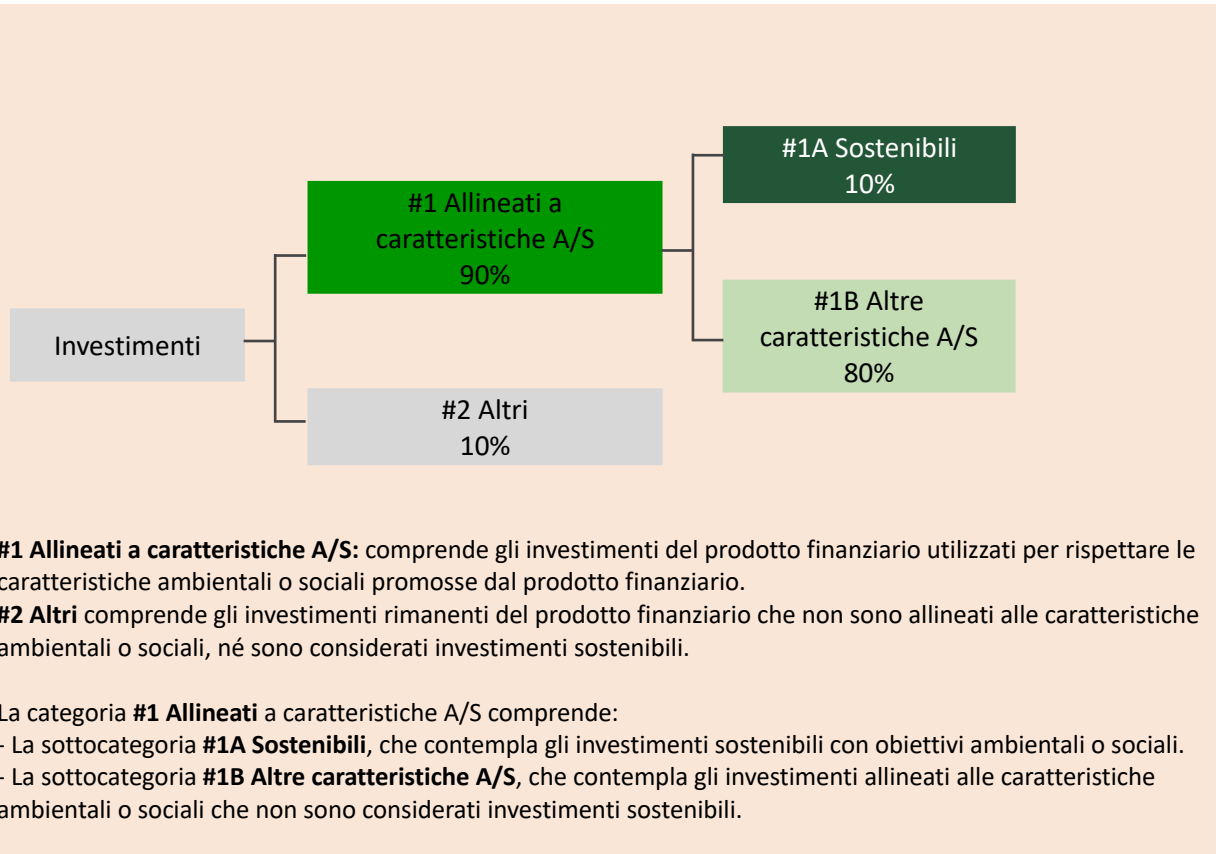 #1A Sostenibili
10%
#1 Allineati a
caratteristiche A/S
90%
#1B Altre
caratteristiche A/S
80%
Investimenti
#2 Altri
10%
#1 Allineati a caratteristiche A/S: comprende gli investimenti del prodotto finanziario utilizzati per rispettare le
caratteristiche ambientali o sociali promosse dal prodotto finanziario.
#2 Altri comprende gli investimenti rimanenti del prodotto finanziario che non sono allineati alle caratteristiche
ambientali o sociali, né sono considerati investimenti sostenibili.
La categoria #1 Allineati a caratteristiche A/S comprende:
- La sottocategoria #1A Sostenibili, che contempla gli investimenti sostenibili con obiettivi ambientali o sociali.
- La sottocategoria #1B Altre caratteristiche A/S, che contempla gli investimenti allineati alle caratteristiche
ambientali o sociali che non sono considerati investimenti sostenibili.